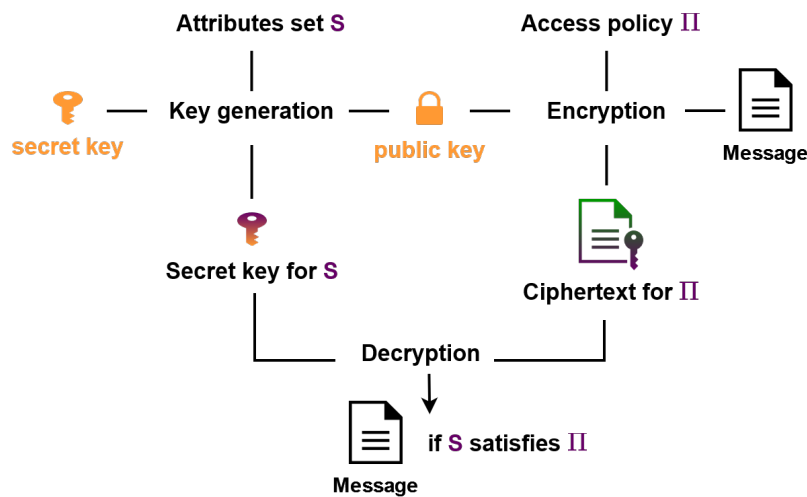 Attributes set S
Access policy Π
Key generation
Encryption
secret key
public key
Message
Secret key for S
Ciphertext for Π
Decryption
if S satisfies Π
Message